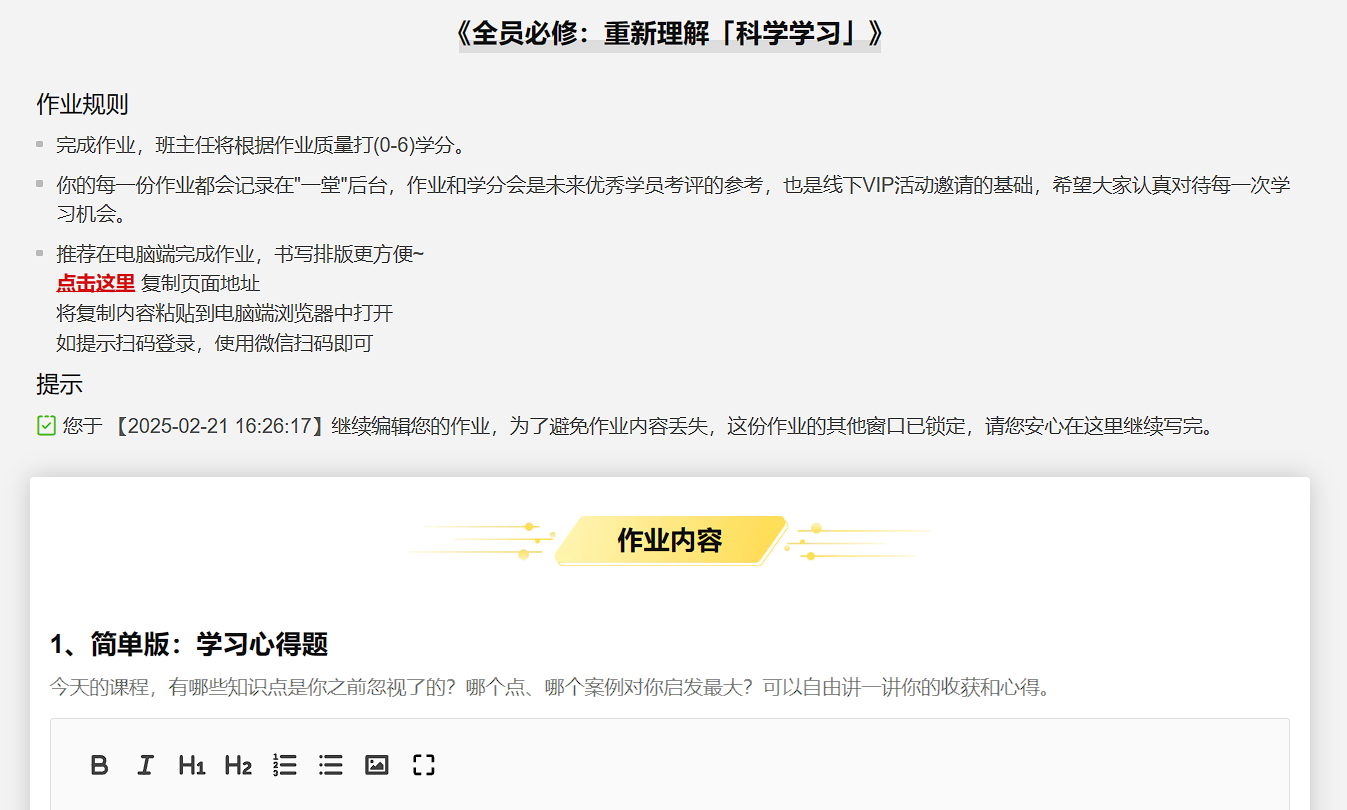 《全员必修：重新理解「科学学习」》
作业规则
完成作业，班主任将根据作业质量打(0-6)学分。
你的每一份作业都会记录在"一堂"后台，作业和学分会是未来优秀学员考评的参考，也是线下VIP活动邀请的基础，希望大家认真对待每一次学
习机会。
推荐在电脑端完成作业，书写排版更方便~
点击这里 复制页面地址
将复制内容粘贴到电脑端浏览器中打开
如提示扫码登录，使用微信扫码即可
提示
您于 【2025-02-21 16:26:17】继续编辑您的作业，为了避免作业内容丢失，这份作业的其他窗口已锁定，请您安心在这里继续写完。
作业内容
1、简单版：学习心得题
今天的课程，有哪些知识点是你之前忽视了的？哪个点、哪个案例对你启发最大？可以自由讲一讲你的收获和心得。
B I H1 H2